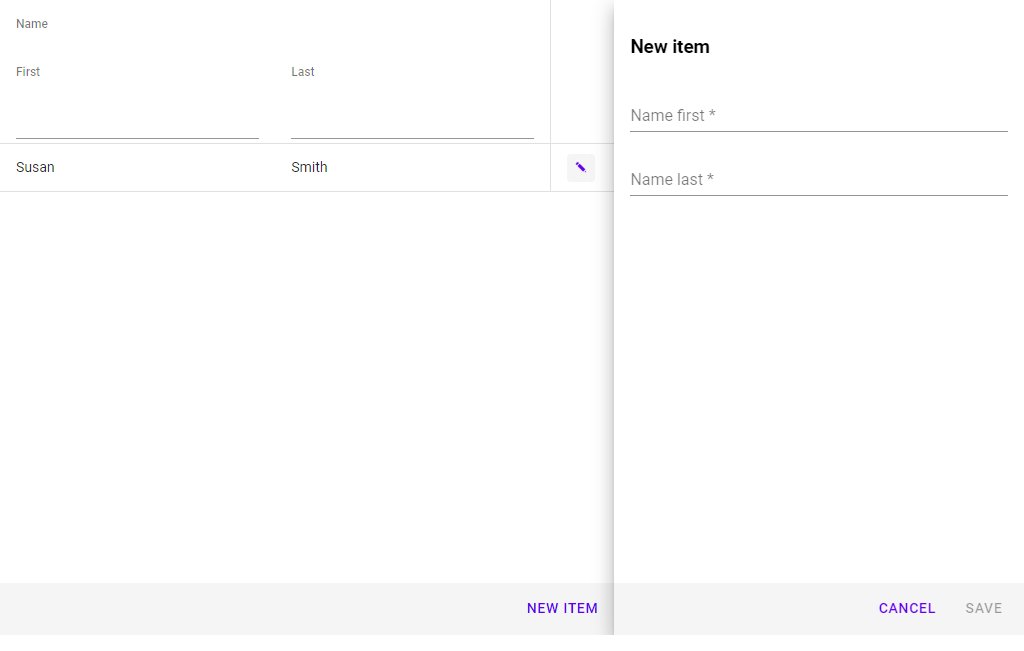 Name
First
Last
Susan
Smith
NEW ITEM
New item
Name first *
Name last *
CANCEL
SAVE